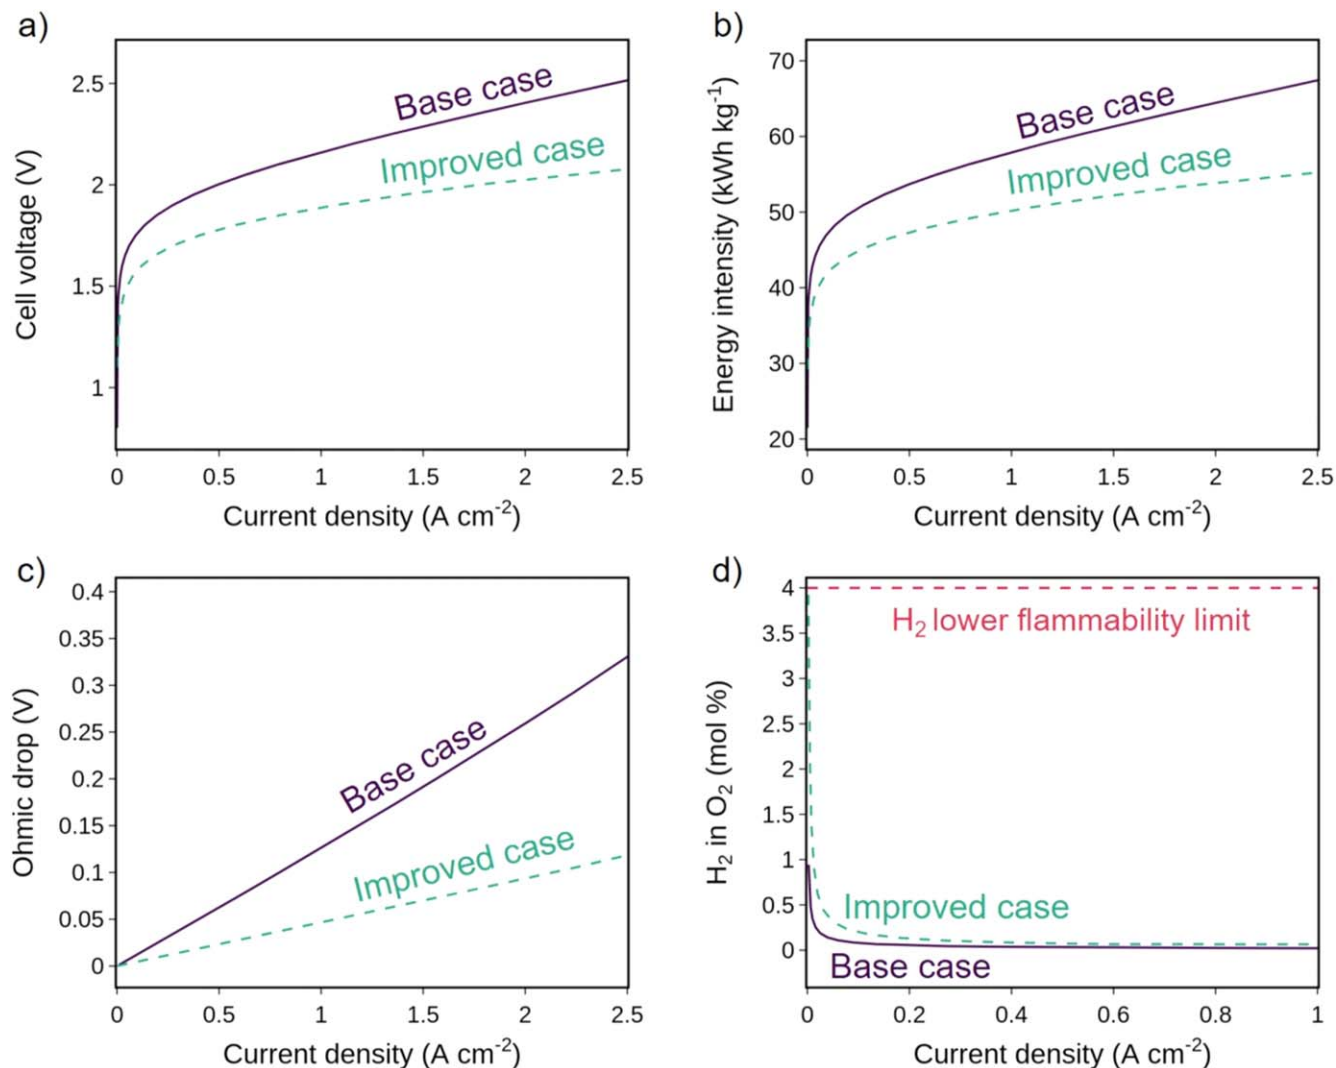 a)
Cell voltage (V)
2.5
2
1.5
1
Base case
Improved case
0 0.5 1 1.5 2 2.5
Current density (A cm⁻²)
b)
Energy intensity (kWh kg⁻¹)
70
60
50
40
30
20
Base case
Improved case
0 0.5 1 1.5 2 2.5
Current density (A cm⁻²)
c)
Ohmic drop (V)
0.4
0.35
0.3
0.25
0.2
0.15
0.1
0.05
0
Base case
Improved case
0 0.5 1 1.5 2 2.5
Current density (A cm⁻²)
d)
H₂ in O₂ (mol %)
4
3.5
3
2.5
2
1.5
1
0.5
0
H₂ lower flammability limit
Improved case
Base case
0 0.2 0.4 0.6 0.8 1
Current density (A cm⁻²)